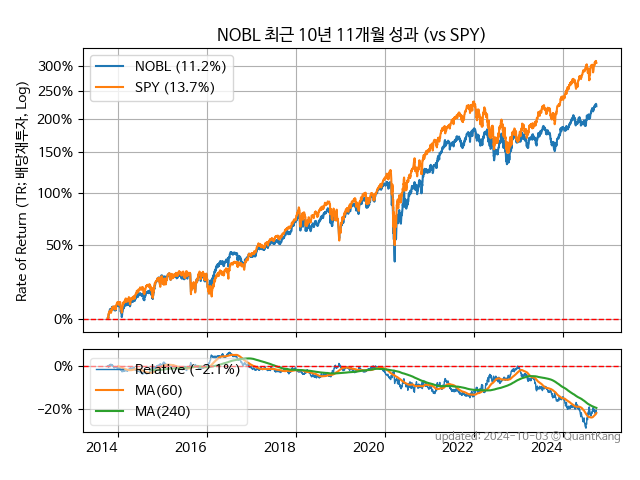 NOBL 최근 10년 11개월 성과 (vs SPY)
Rate of Return (TR; 배당재투자, Log)
300%
250%
200%
150%
100%
50%
0%
NOBL (11.2%)
SPY (13.7%)
0%
−20%
Relative (−2.1%)
MA(60)
MA(240)
updated: 2024-10-03 © QuantKang
2014 2016 2018 2020 2022 2024